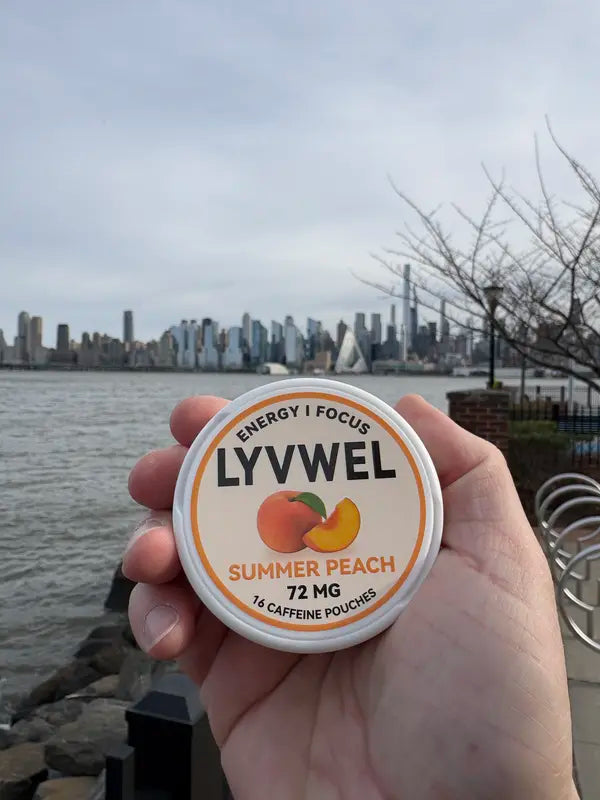 ENERGY | FOCUS
LYVWEL
SUMMER PEACH
72 MG
16 CAFFEINE POUCHES